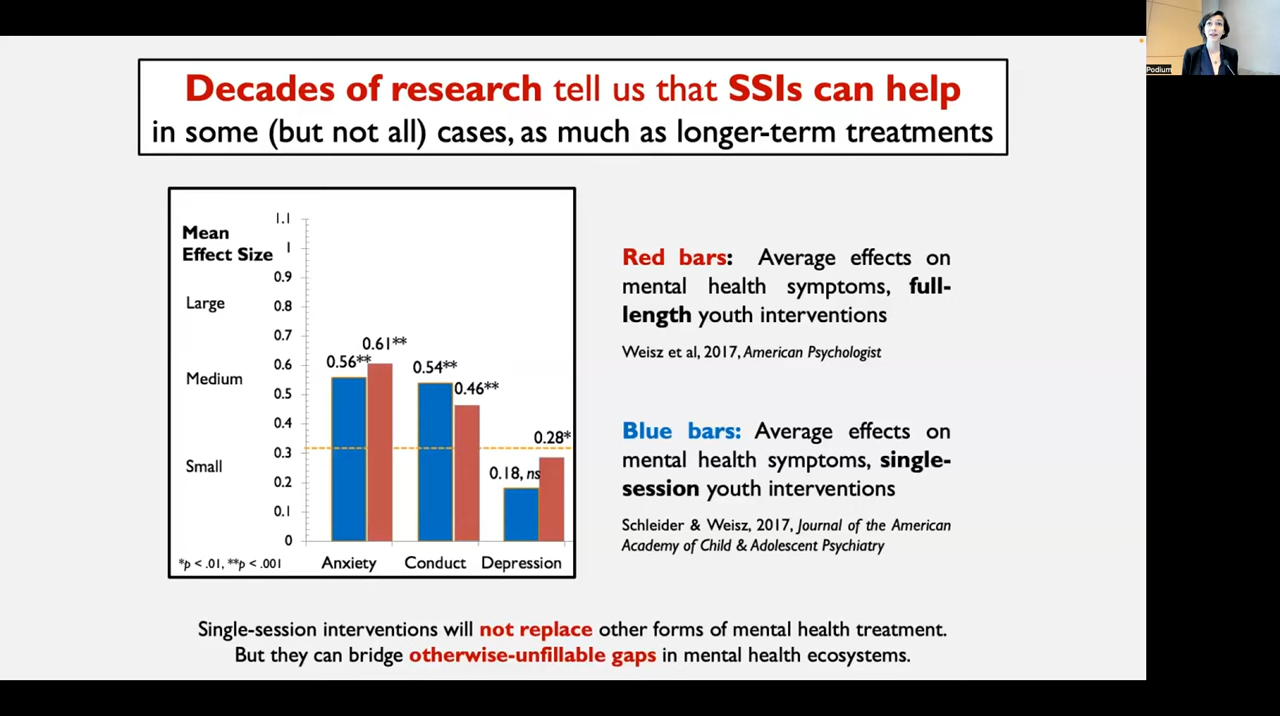 Podium
Decades of research tell us that SSIs can help
in some (but not all) cases, as much as longer-term treatments
Mean
Effect Size
Large
Medium
Small
1.1
1
0.9
0.8
0.7
0.6
0.5
0.4
0.3
0.2
0.1
0
0.56**
0.61**
0.54**
0.46**
0.18, ns
0.28*
*p < .01, **p < .001
Anxiety
Conduct
Depression
Red bars: Average effects on
mental health symptoms, full-
length youth interventions
Weisz et al, 2017, American Psychologist
Blue bars: Average effects on
mental health symptoms, single-
session youth interventions
Schleider & Weisz, 2017, Journal of the American
Academy of Child & Adolescent Psychiatry
Single-session interventions will not replace other forms of mental health treatment.
But they can bridge otherwise-unfillable gaps in mental health ecosystems.